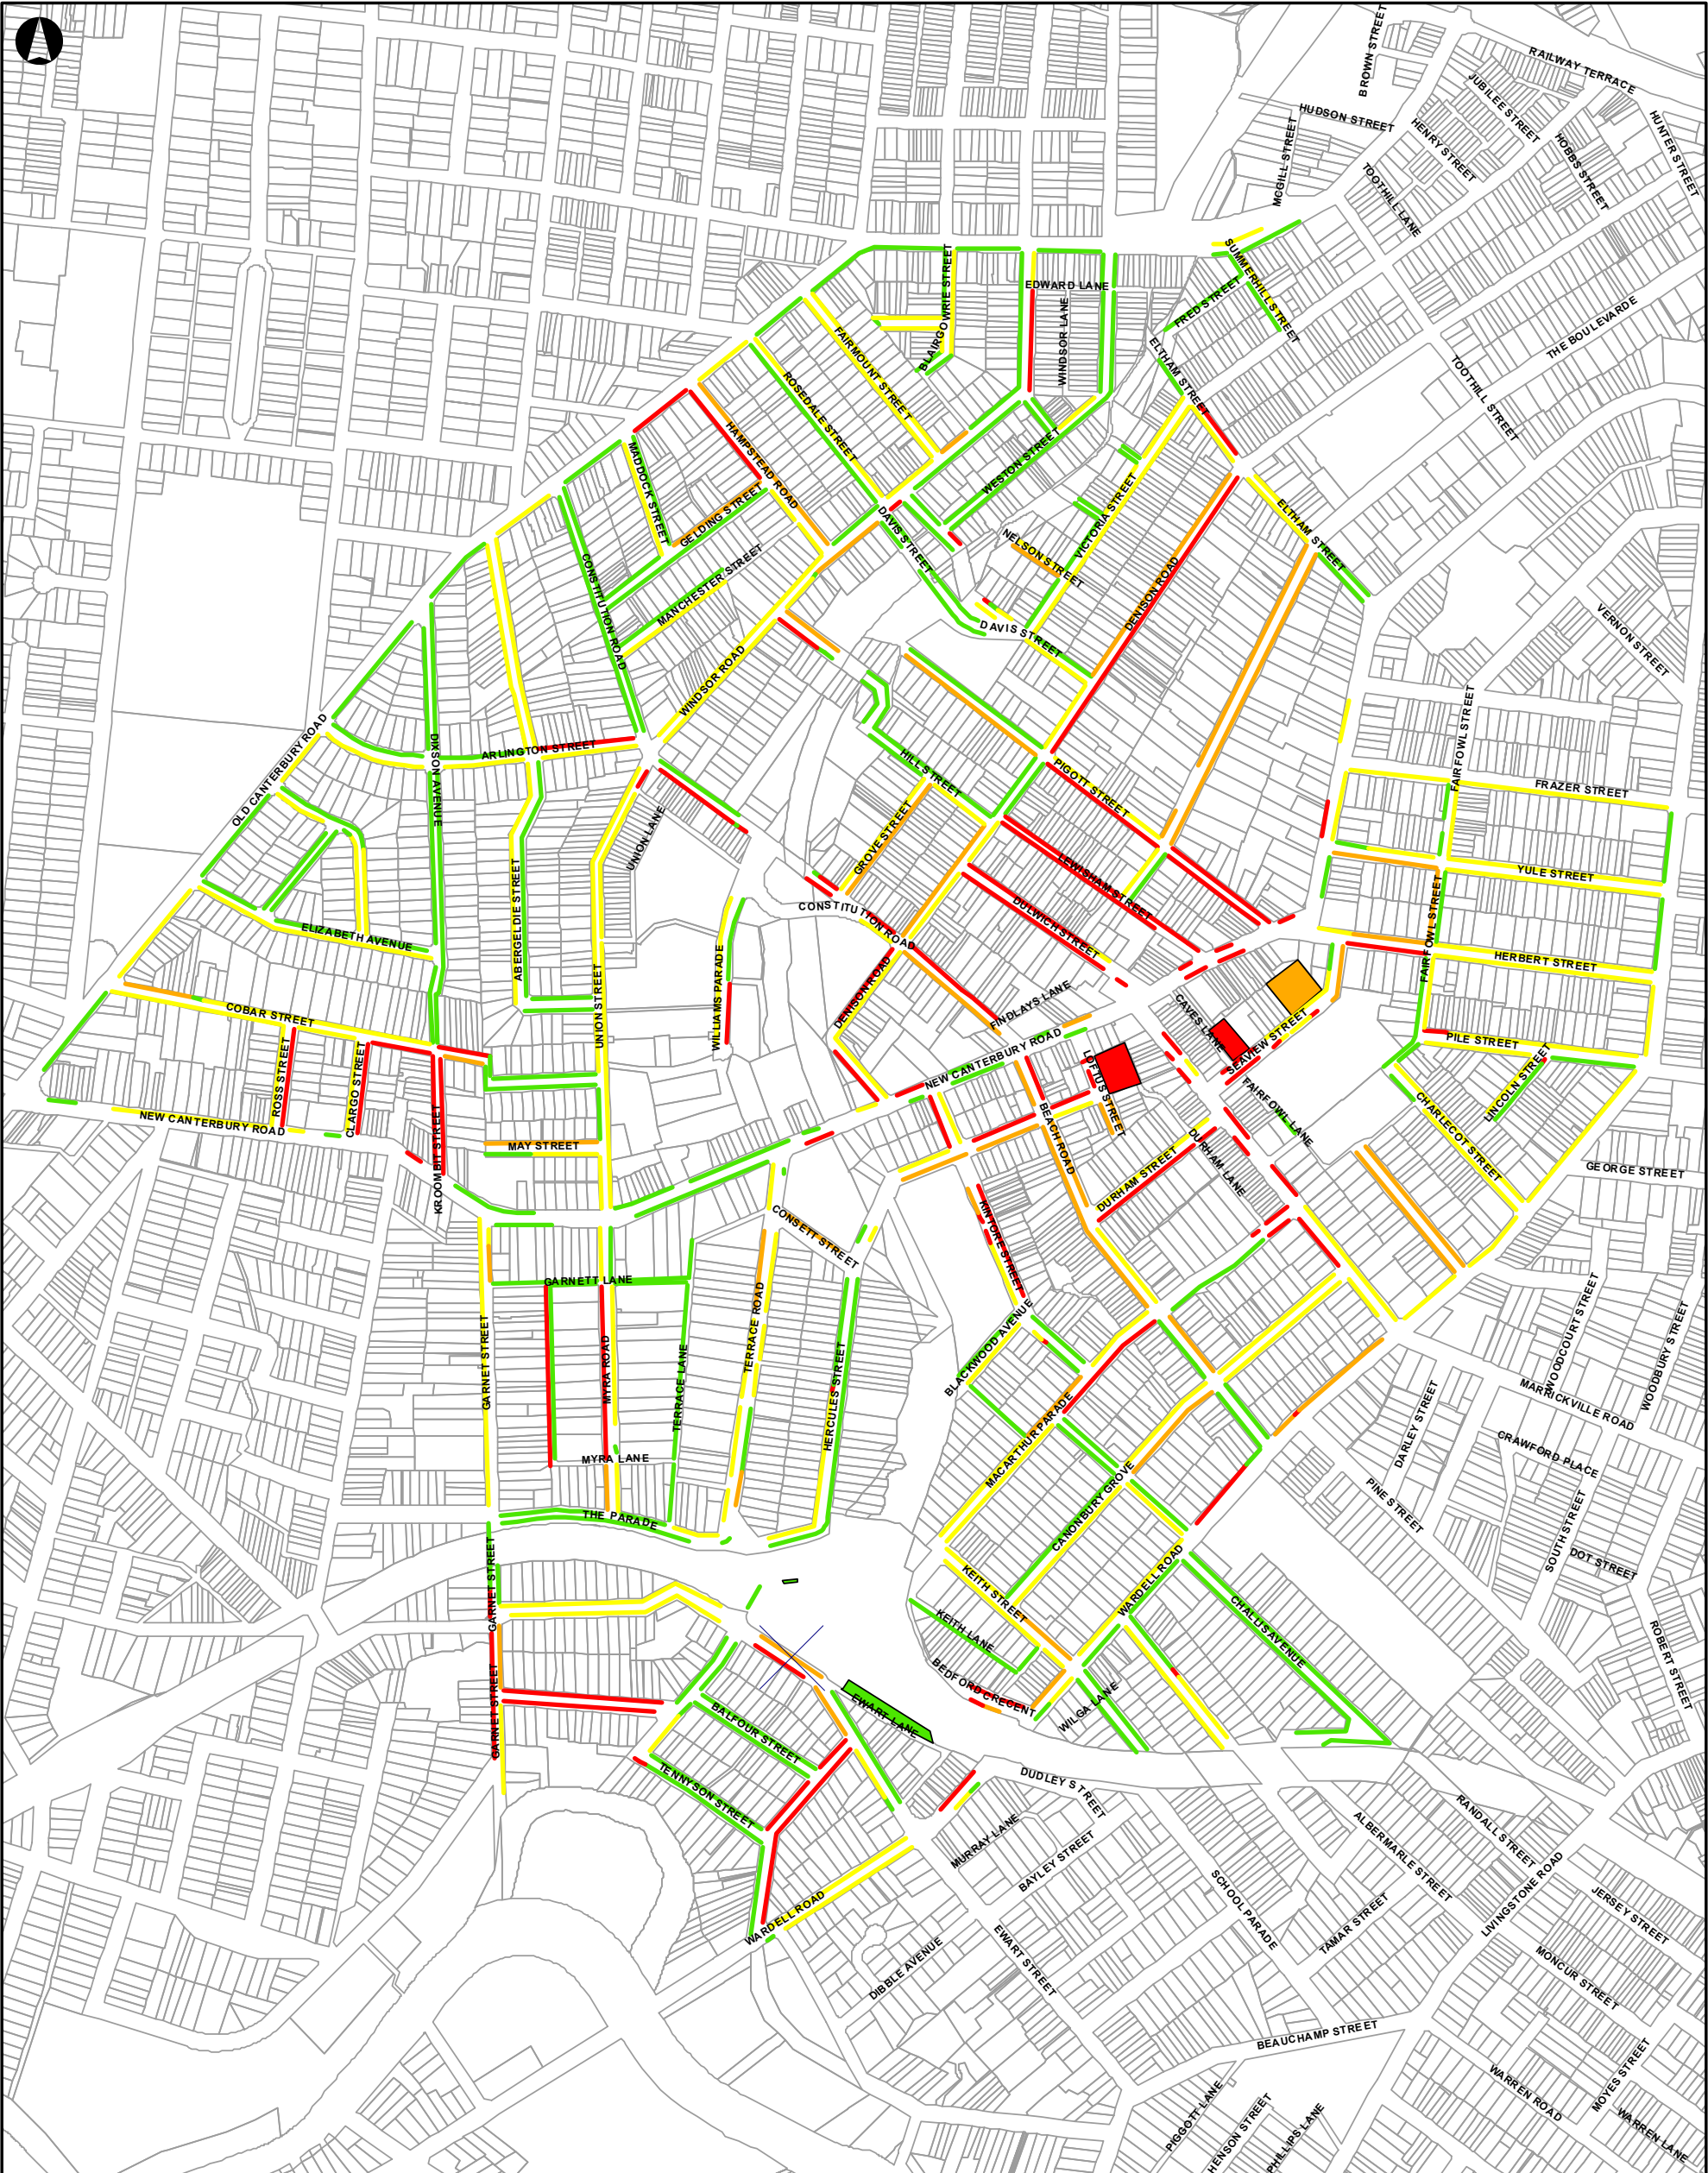 BROWN STREET
RAILWAY TERRACE
JUBILEE STREET
HUDSON STREET
HENRY STREET
HUNTER STREET
HOBBS STREET
MCGILL STREET
TOOTHILL LANE
SUMMERHILL STREET
BLAIRGOWRIE STREET
EDWARD LANE
FRED STREET
WINDSOR LANE
THE BOULEVARDE
FAIRMOUNT STREET
ELTHAM STREET
TOOTHILL STREET
ROSEDALE STREET
HAMPSTEAD ROAD
MADDOCK STREET
WESTON STREET
GELDING STREET
DAVIS STREET
VICTORIA STREET
ELTHAM STREET
NELSON STREET
MANCHESTER STREET
CONSTITUTION ROAD
DENISON ROAD
DAVIS STREET
VERNON STREET
WINDSOR ROAD
FAIRFOWL STREET
OLD CANTERBURY ROAD
ARLINGTON STREET
DIXSON AVENUE
HILL STREET
PIGOTT STREET
FRAZER STREET
UNION LANE
GROVE STREET
LEWISHAM STREET
YULE STREET
ABERGELDIE STREET
DULWICH STREET
CONSTITUTION ROAD
FAIRFOWL STREET
ELIZABETH AVENUE
HERBERT STREET
UNION STREET
WILLIAMS PARADE
DENISON ROAD
FINDLAYS LANE
CAVES LANE
COBAR STREET
SEAVIEW STREET
NEW CANTERBURY ROAD
PILE STREET
ROSS STREET
CLARGO STREET
LOFTUS STREET
LINCOLN STREET
NEW CANTERBURY ROAD
FAIRFOWL LANE
CHARLECOT STREET
MAY STREET
BEACH ROAD
KROOMBIT STREET
DURHAM STREET
DURHAM LANE
GEORGE STREET
CONSETT STREET
KINTORE STREET
GARNETT LANE
GARNET STREET
MYRA ROAD
TERRACE ROAD
TERRACE LANE
HERCULES STREET
BLACKWOOD AVENUE
WOODCOURT STREET
WOODBURY STREET
MARRICKVILLE ROAD
DARLEY STREET
MACARTHUR PARADE
CRAWFORD PLACE
MYRA LANE
CANONBURY GROVE
PINE STREET
SOUTH STREET
THE PARADE
DOT STREET
GARNET STREET
KEITH STREET
WARDELL ROAD
KEITH LANE
CHALLIS AVENUE
ROBERT STREET
GARNET STREET
BEDFORD CRECENT
WILGA LANE
EWART LANE
BALFOUR STREET
TENNYSON STREET
DUDLEY STREET
MURRAY LANE
BAYLEY STREET
RANDALL STREET
ALBERMARLE STREET
LIVINGSTONE ROAD
WARDELL ROAD
SCHOOL PARADE
TAMAR STREET
JERSEY STREET
DIBBLE AVENUE
EWART STREET
MONCUR STREET
BEAUCHAMP STREET
MOYES STREET
WARREN ROAD
PIGGOTT LANE
HENSON STREET
PHILLIPS LANE
WARREN LANE